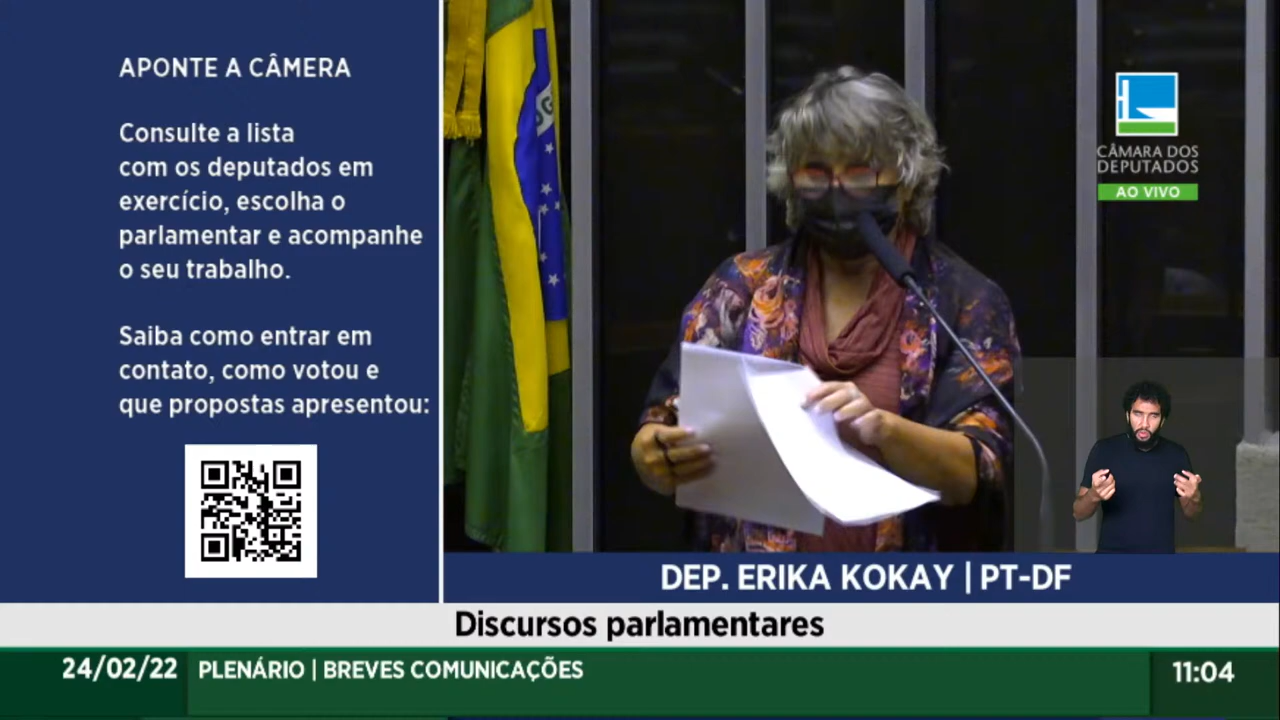 APONTE A CÂMERA
Consulte a lista
com os deputados em
exercício, escolha o
parlamentar e acompanhe
o seu trabalho.
Saiba como entrar em
contato, como votou e
que propostas apresentou:
CÂMARA DOS
DEPUTADOS
AO VIVO
DEP. ERIKA KOKAY | PT-DF
Discursos parlamentares
24/02/22 PLENÁRIO | BREVES COMUNICAÇÕES 11:04